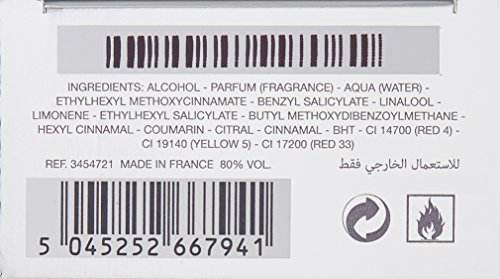 INGREDIENTS: ALCOHOL - PARFUM (FRAGRANCE) - AQUA (WATER) -
ETHYLHEXYL METHOXYCINNAMATE - BENZYL SALICYLATE - LINALOOL -
LIMONENE - ETHYLHEXYL SALICYLATE - BUTYL METHOXYDIBENZOYLMETHANE -
HEXYL CINNAMAL - COUMARIN - CITRAL - CINNAMAL - BHT - CI 14700 (RED 4) -
CI 19140 (YELLOW 5) - CI 17200 (RED 33)
REF. 3454721 MADE IN FRANCE 80% VOL.
للاستعمال الخارجي فقط
5 045252 667941